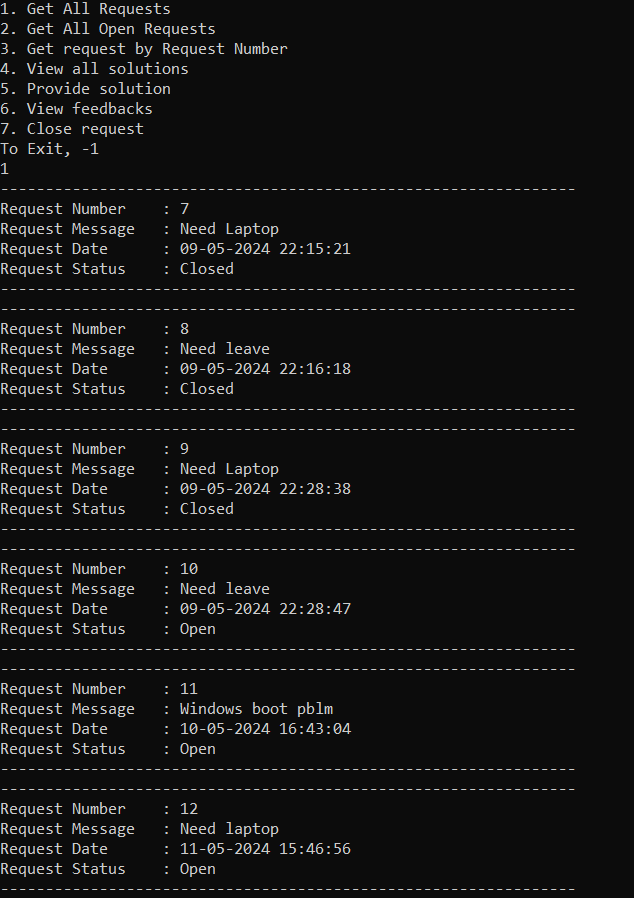 1. Get All Requests
2. Get All Open Requests
3. Get request by Request Number
4. View all solutions
5. Provide solution
6. View feedbacks
7. Close request
To Exit, -1
1
----------------------------------------------------------------
Request Number    : 7
Request Message   : Need Laptop
Request Date      : 09-05-2024 22:15:21
Request Status    : Closed
----------------------------------------------------------------
----------------------------------------------------------------
Request Number    : 8
Request Message   : Need leave
Request Date      : 09-05-2024 22:16:18
Request Status    : Closed
----------------------------------------------------------------
----------------------------------------------------------------
Request Number    : 9
Request Message   : Need Laptop
Request Date      : 09-05-2024 22:28:38
Request Status    : Closed
----------------------------------------------------------------
----------------------------------------------------------------
Request Number    : 10
Request Message   : Need leave
Request Date      : 09-05-2024 22:28:47
Request Status    : Open
----------------------------------------------------------------
----------------------------------------------------------------
Request Number    : 11
Request Message   : Windows boot pblm
Request Date      : 10-05-2024 16:43:04
Request Status    : Open
----------------------------------------------------------------
----------------------------------------------------------------
Request Number    : 12
Request Message   : Need laptop
Request Date      : 11-05-2024 15:46:56
Request Status    : Open
----------------------------------------------------------------